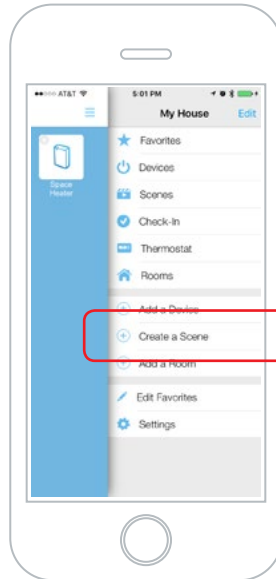 AT&T
5:01 PM
My House
Edit
Space
Heater
Favorites
Devices
Scenes
Check-In
Thermostat
Rooms
Add a Device
Create a Scene
Add a Room
Edit Favorites
Settings